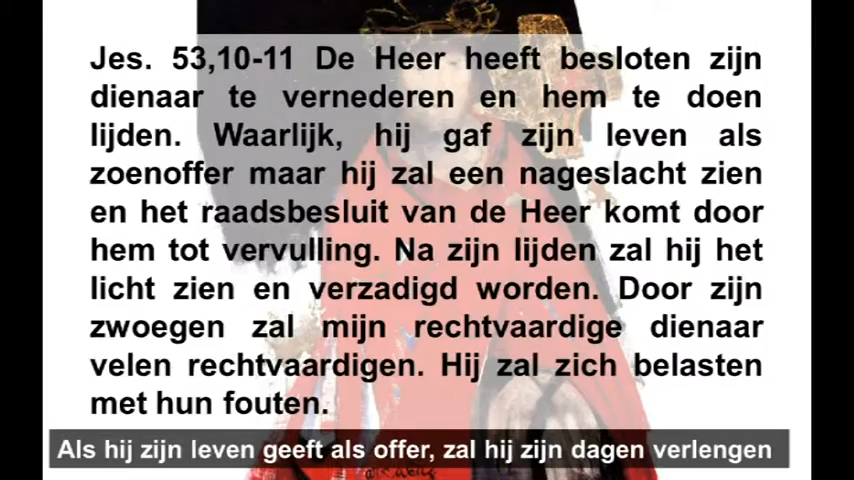 Jes. 53,10-11 De Heer heeft besloten zijn
dienaar te vernederen en hem te doen
lijden. Waarlijk, hij gaf zijn leven als
zoenoffer maar hij zal een nageslacht zien
en het raadsbesluit van de Heer komt door
hem tot vervulling. Na zijn lijden zal hij het
licht zien en verzadigd worden. Door zijn
zwoegen zal mijn rechtvaardige dienaar
velen rechtvaardigen. Hij zal zich belasten
met hun fouten.
Als hij zijn leven geeft als offer, zal hij zijn dagen verlengen